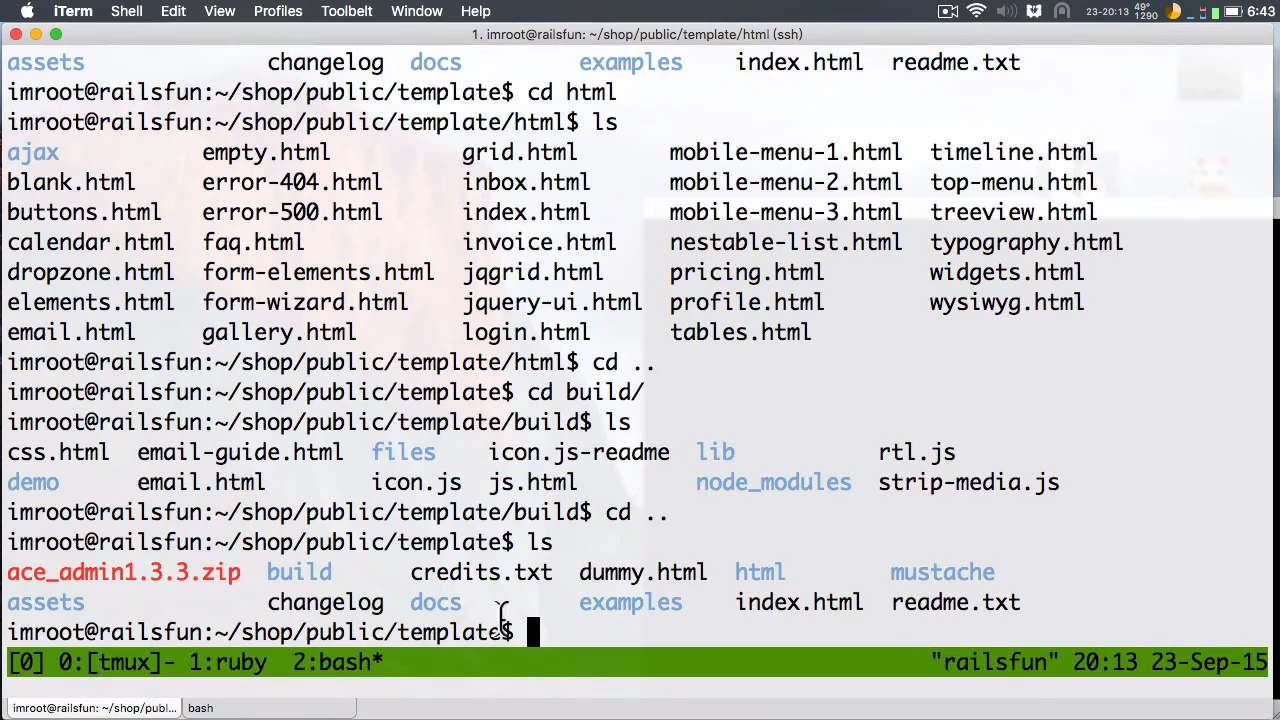 iTerm Shell Edit View Profiles Toolbelt Window Help 23-20:13 49° 1290 6:43
1. imroot@railsfun: ~/shop/public/template/html (ssh)
assets changelog docs examples index.html readme.txt
imroot@railsfun:~/shop/public/template$ cd html
imroot@railsfun:~/shop/public/template/html$ ls
ajax empty.html grid.html mobile-menu-1.html timeline.html
blank.html error-404.html inbox.html mobile-menu-2.html top-menu.html
buttons.html error-500.html index.html mobile-menu-3.html treeview.html
calendar.html faq.html invoice.html nestable-list.html typography.html
dropzone.html form-elements.html jqgrid.html pricing.html widgets.html
elements.html form-wizard.html jquery-ui.html profile.html wysiwyg.html
email.html gallery.html login.html tables.html
imroot@railsfun:~/shop/public/template/html$ cd ..
imroot@railsfun:~/shop/public/template$ cd build/
imroot@railsfun:~/shop/public/template/build$ ls
css.html email-guide.html files icon.js-readme lib rtl.js
demo email.html icon.js js.html node_modules strip-media.js
imroot@railsfun:~/shop/public/template/build$ cd ..
imroot@railsfun:~/shop/public/template$ ls
ace_admin1.3.3.zip build credits.txt dummy.html html mustache
assets changelog docs examples index.html readme.txt
imroot@railsfun:~/shop/public/template$
[0] 0:[tmux]- 1:ruby 2:bash* "railsfun" 20:13 23-Sep-15
imroot@railsfun: ~/shop/publ... bash